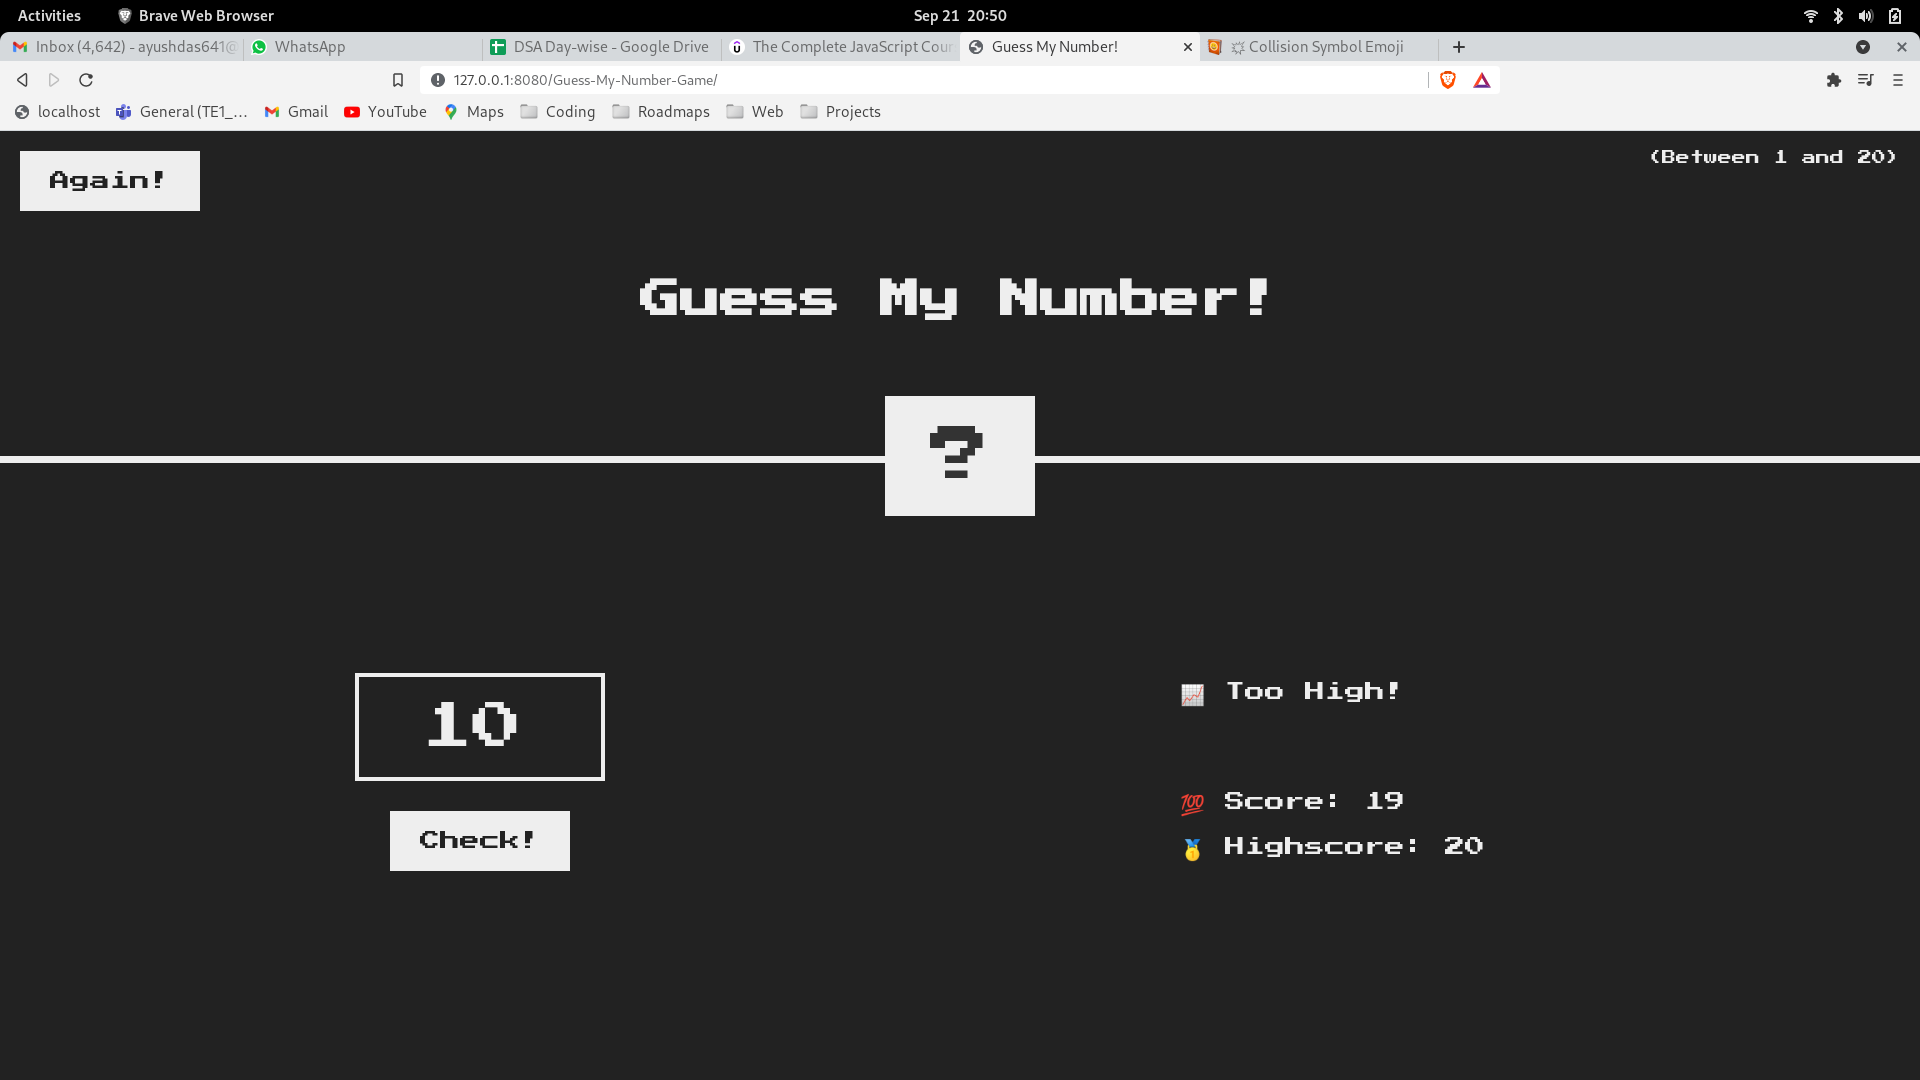 Activities Brave Web Browser Sep 21 20:50
Inbox (4,642) - ayushdas641@ WhatsApp DSA Day-wise - Google Drive The Complete JavaScript Cour Guess My Number! 💥 Collision Symbol Emoji
127.0.0.1:8080/Guess-My-Number-Game/
localhost General (TE1_... Gmail YouTube Maps Coding Roadmaps Web Projects
Again! (Between 1 and 20)
Guess My Number!
?
10
Check!
📈 Too High!
💯 Score: 19
🥇 Highscore: 20